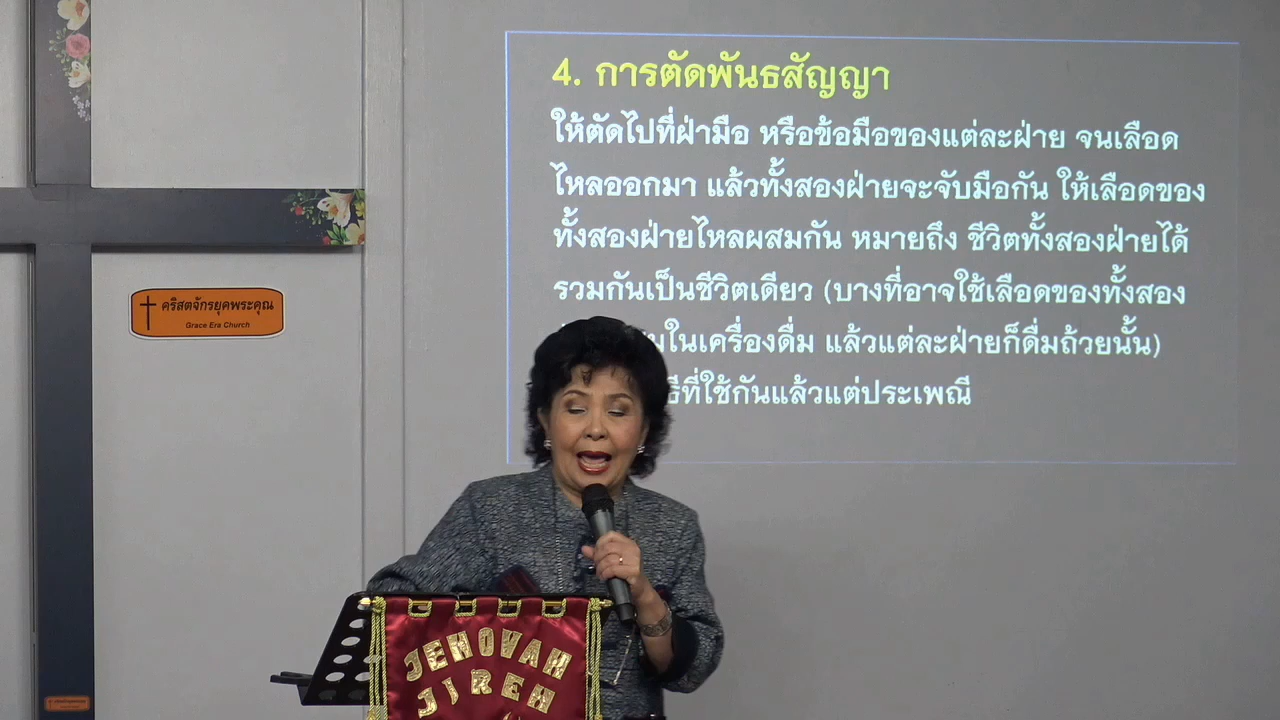 4. การตัดพันธสัญญา
ให้ตัดไปที่ฝ่ามือ หรือข้อมือของแต่ละฝ่าย จนเลือด
ไหลออกมา แล้วทั้งสองฝ่ายจะจับมือกัน ให้เลือดของ
ทั้งสองฝ่ายไหลผสมกัน หมายถึง ชีวิตทั้งสองฝ่ายได้
รวมกันเป็นชีวิตเดียว (บางที่อาจใช้เลือดของทั้งสอง
ในเครื่องดื่ม แล้วแต่ละฝ่ายก็ดื่มถ้วยนั้น)
ที่ใช้กันแล้วแต่ประเพณี
คริสตจักรยุคพระคุณ
Grace Era Church
JEHOVAH
JIREH